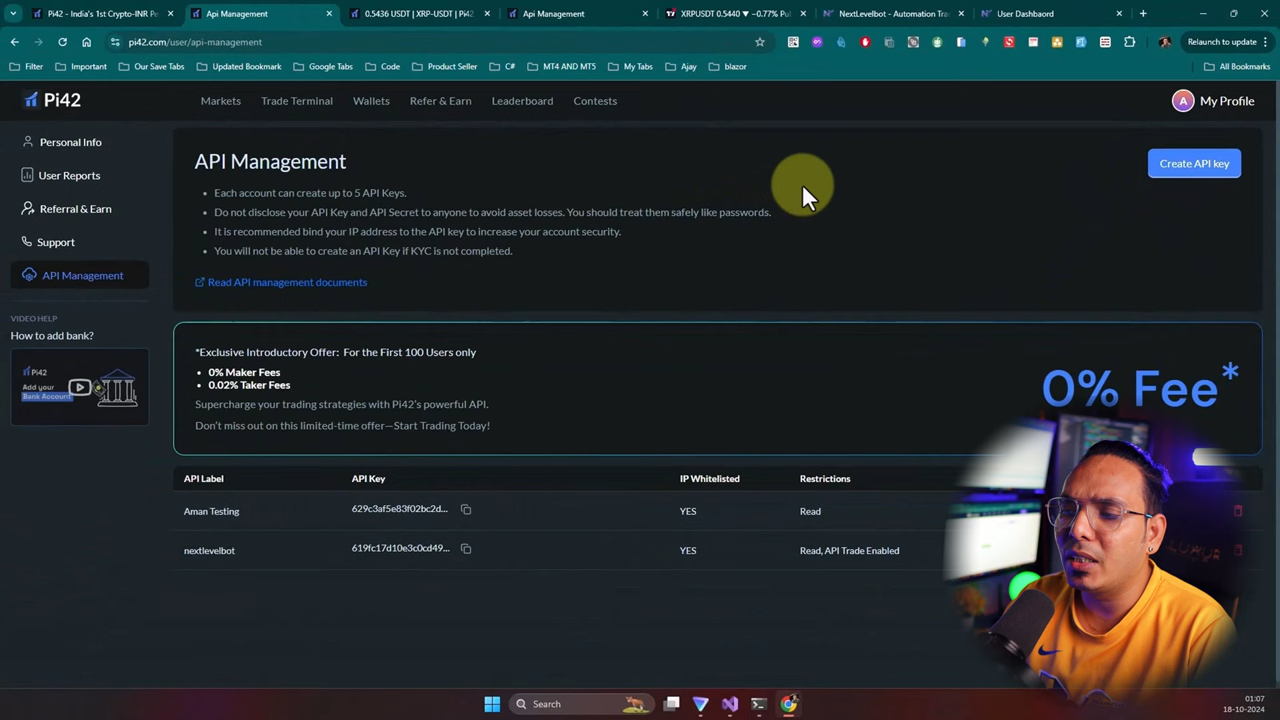 Pi42 - India's 1st Crypto-INR Pe
Api Management
0.5436 USDT | XRP-USDT | Pi42
Api Management
XRPUSDT 0.5440 ▼ −0.77% Pu
NextLevelbot - Automation Tra
User Dashbaord
pi42.com/user/api-management
Relaunch to update
Filter
Important
Our Save Tabs
Updated Bookmark
Google Tabs
Code
Product Seller
C#
MT4 AND MT5
My Tabs
Ajay
blazor
All Bookmarks
Pi42
Markets
Trade Terminal
Wallets
Refer & Earn
Leaderboard
Contests
A
My Profile
Personal Info
User Reports
Referral & Earn
Support
API Management
VIDEO HELP
How to add bank?
Pi42
Add your
Bank Account
API Management
Create API key
• Each account can create up to 5 API Keys.
• Do not disclose your API Key and API Secret to anyone to avoid asset losses. You should treat them safely like passwords.
• It is recommended bind your IP address to the API key to increase your account security.
• You will not be able to create an API Key if KYC is not completed.
Read API management documents
*Exclusive Introductory Offer: For the First 100 Users only
• 0% Maker Fees
• 0.02% Taker Fees
Supercharge your trading strategies with Pi42's powerful API.
Don't miss out on this limited-time offer—Start Trading Today!
0% Fee*
API Label
API Key
IP Whitelisted
Restrictions
Aman Testing
629c3af5e83f02bc2d...
YES
Read
nextlevelbot
619fc17d10e3c0cd49...
YES
Read, API Trade Enabled
Search
01:07
18-10-2024